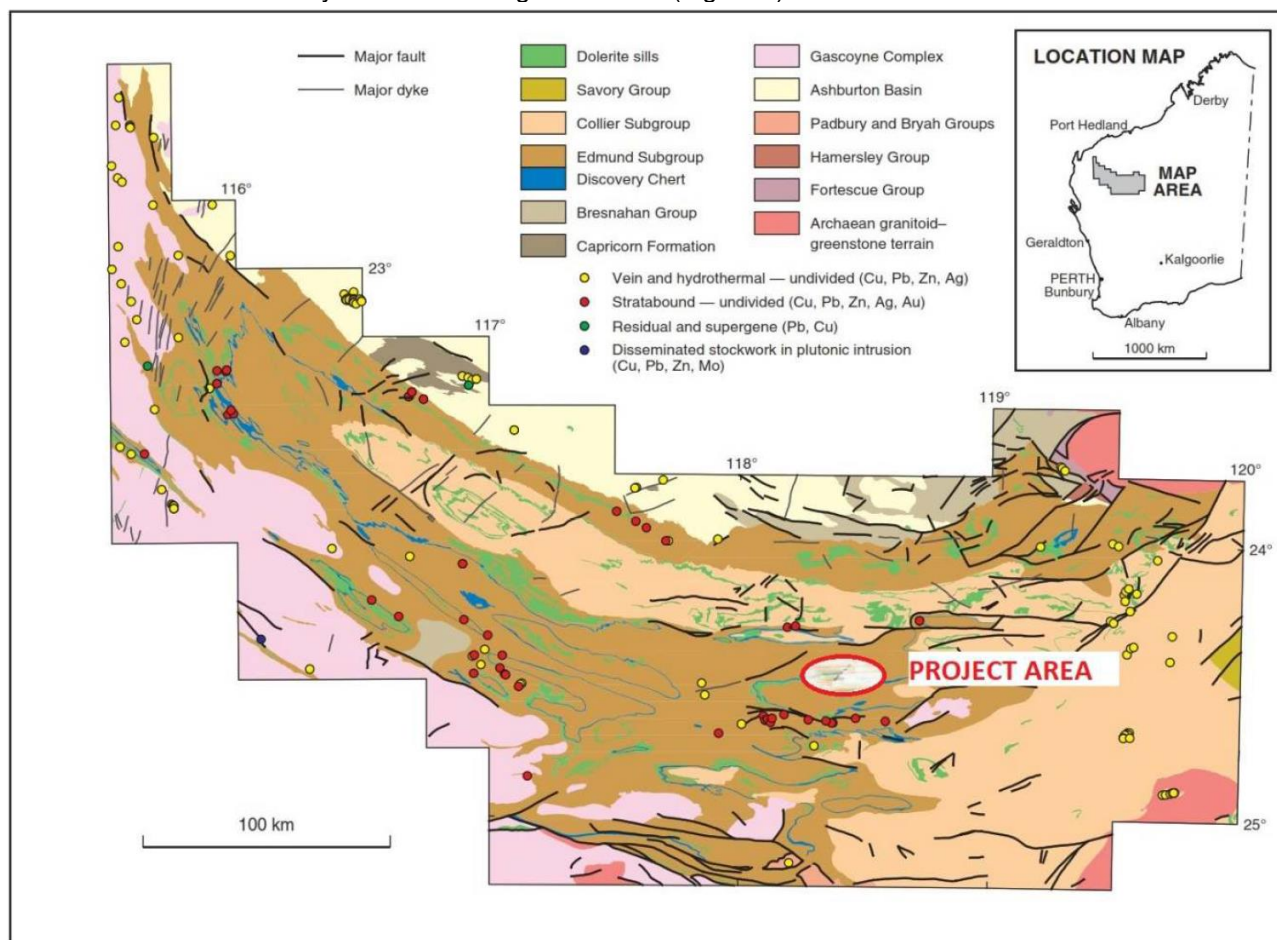 Major fault
Major dyke
Dolerite sills
Savory Group
Collier Subgroup
Edmund Subgroup
Discovery Chert
Bresnahan Group
Capricorn Formation
Gascoyne Complex
Ashburton Basin
Padbury and Bryah Groups
Hamersley Group
Fortescue Group
Archaean granitoid–
greenstone terrain
Vein and hydrothermal — undivided (Cu, Pb, Zn, Ag)
Stratabound — undivided (Cu, Pb, Zn, Ag, Au)
Residual and supergene (Pb, Cu)
Disseminated stockwork in plutonic intrusion
(Cu, Pb, Zn, Mo)
LOCATION MAP
Derby
Port Hedland
MAP
AREA
Geraldton
Kalgoorlie
PERTH
Bunbury
Albany
1000 km
116°
23°
117°
118°
119°
120°
24°
PROJECT AREA
25°
100 km